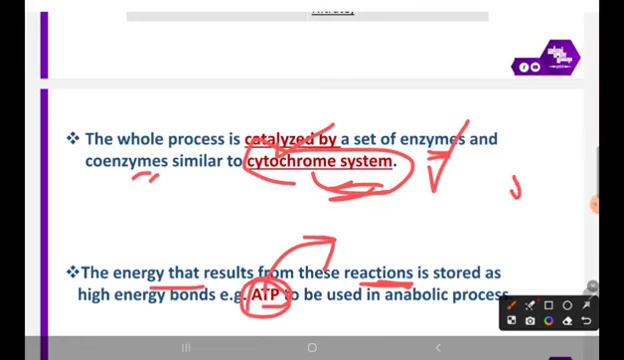 ❖ The whole process is catalyzed by a set of enzymes and
coenzymes similar to cytochrome system.
❖The energy that results from these reactions is stored as
high energy bonds e.g. ATP to be used in anabolic process